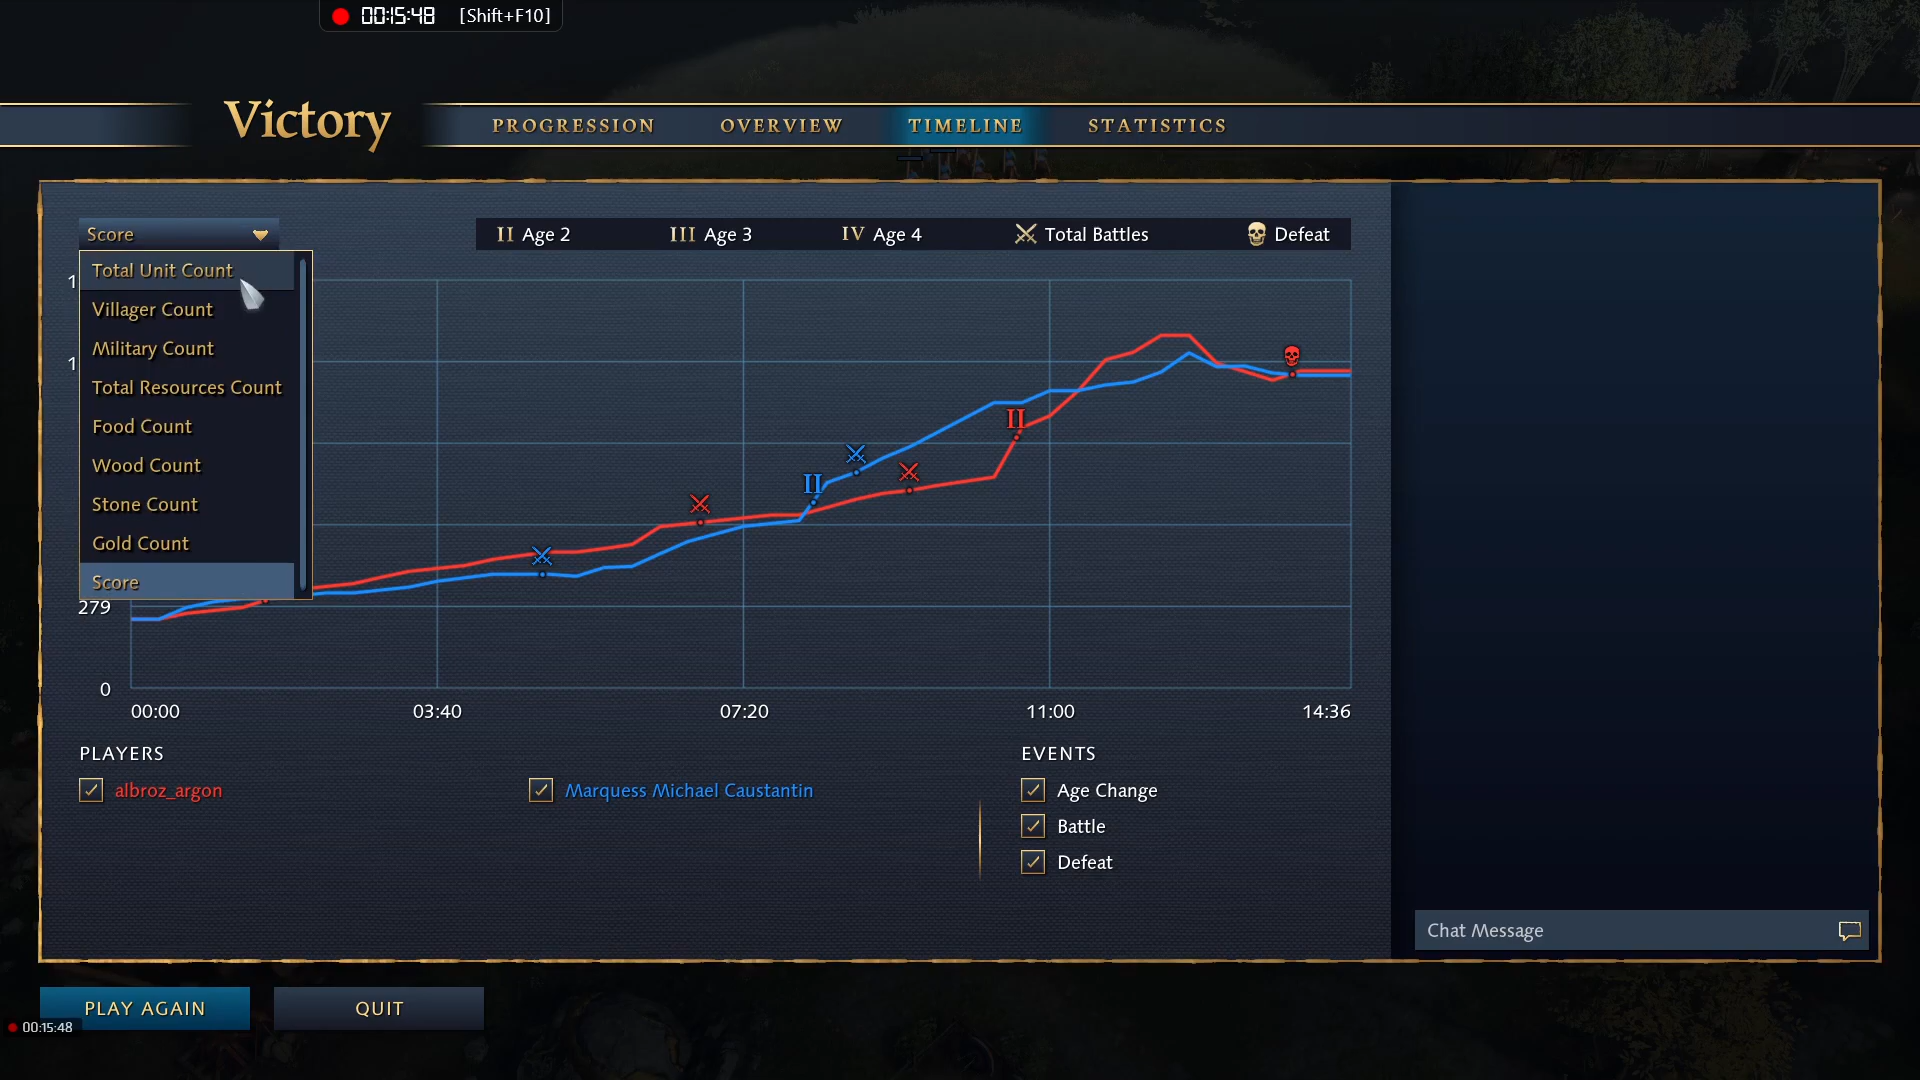 00:15:48 [Shift+F10]
Victory
PROGRESSION OVERVIEW TIMELINE STATISTICS
Score
II Age 2 III Age 3 IV Age 4 Total Battles Defeat
Total Unit Count
Villager Count
Military Count
Total Resources Count
Food Count
Wood Count
Stone Count
Gold Count
Score
II
II
279
0
00:00 03:40 07:20 11:00 14:36
PLAYERS
albroz_argon
Marquess Michael Caustantin
EVENTS
Age Change
Battle
Defeat
Chat Message
PLAY AGAIN
QUIT
00:15:48